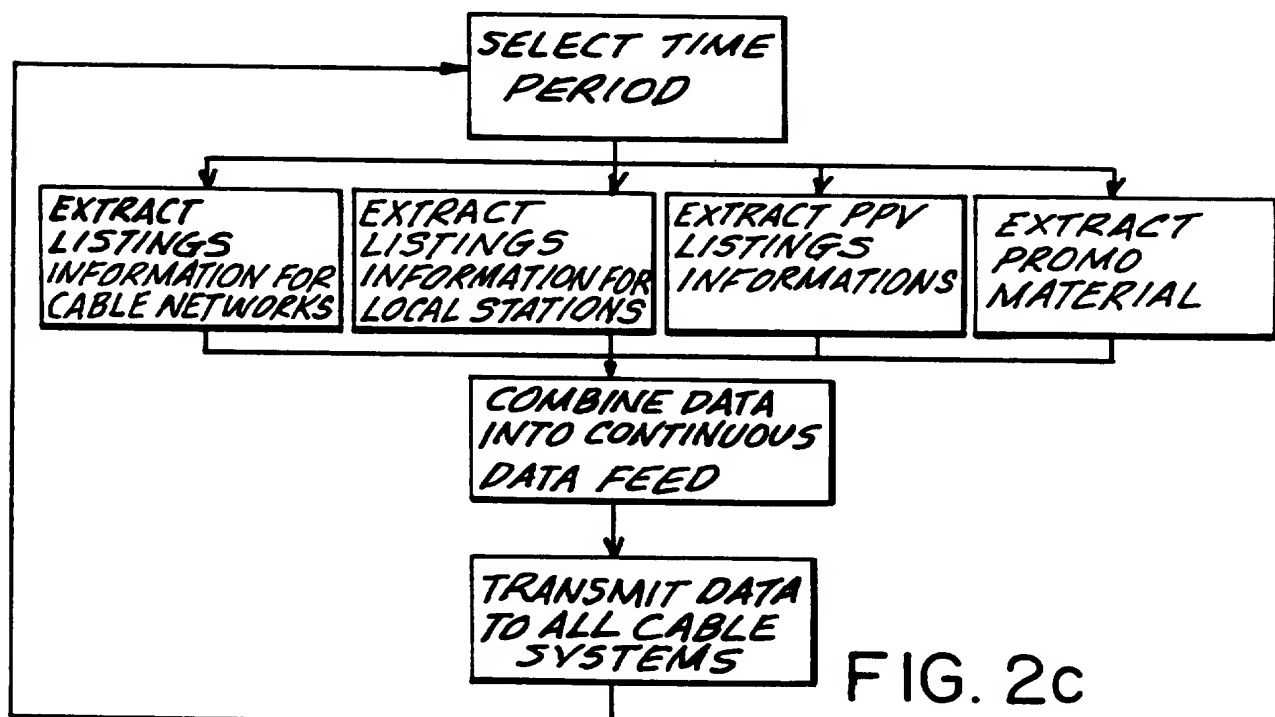 SELECT TIME
PERIOD
EXTRACT
LISTINGS
INFORMATION FOR
CABLE NETWORKS
EXTRACT
LISTINGS
INFORMATION FOR
LOCAL STATIONS
EXTRACT PPV
LISTINGS
INFORMATIONS
EXTRACT
PROMO
MATERIAL
COMBINE DATA
INTO CONTINUOUS
DATA FEED
TRANSMIT DATA
TO ALL CABLE
SYSTEMS
FIG. 2c